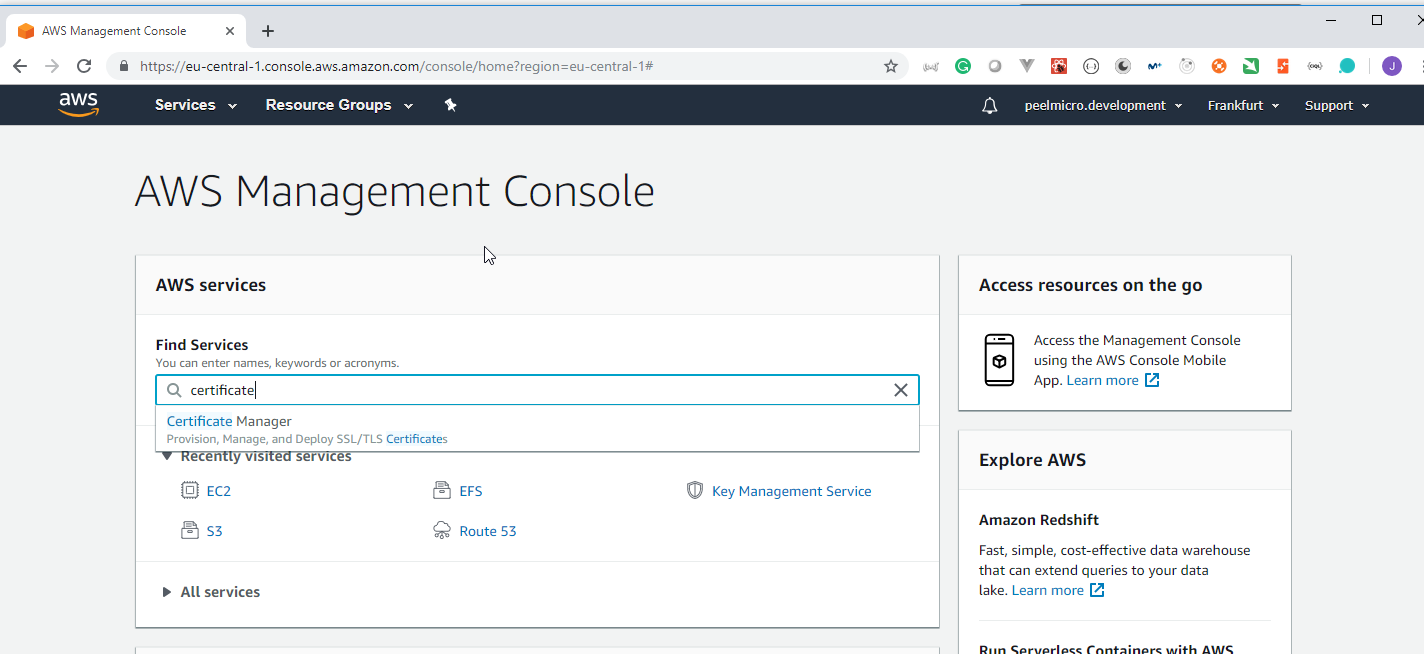 AWS Management Console
https://eu-central-1.console.aws.amazon.com/console/home?region=eu-central-1#
aws
Services
Resource Groups
peelmicro.development
Frankfurt
Support
AWS Management Console
AWS services
Find Services
You can enter names, keywords or acronyms.
certificate
Certificate Manager
Provision, Manage, and Deploy SSL/TLS Certificates
Recently visited services
EC2
EFS
Key Management Service
S3
Route 53
All services
Access resources on the go
Access the Management Console
using the AWS Console Mobile
App. Learn more
Explore AWS
Amazon Redshift
Fast, simple, cost-effective data warehouse
that can extend queries to your data
lake. Learn more
Run Serverless Containers with AWS